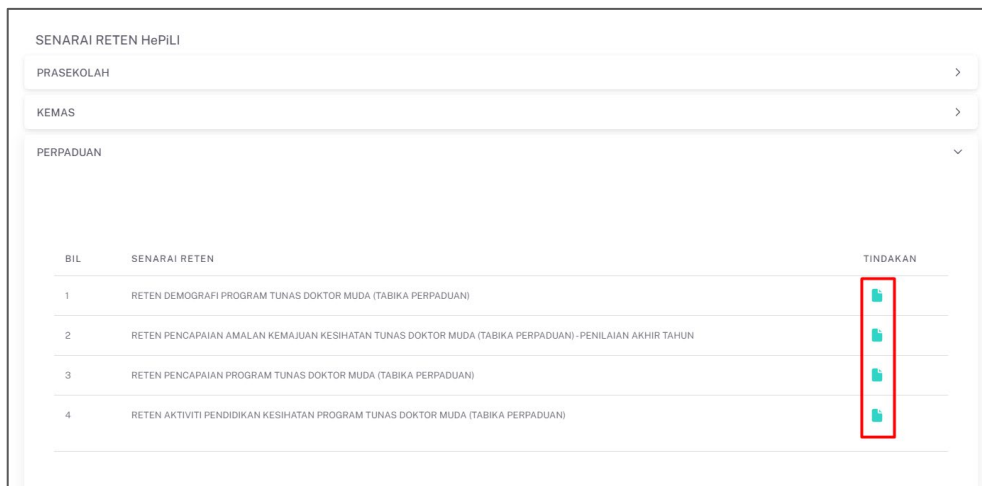 SENARAI RETEN HePiLI
PRASEKOLAH
KEMAS
PERPADUAN
BIL SENARAI RETEN TINDAKAN
1 RETEN DEMOGRAFI PROGRAM TUNAS DOKTOR MUDA (TABIKA PERPADUAN)
2 RETEN PENCAPAIAN AMALAN KEMAJUAN KESIHATAN TUNAS DOKTOR MUDA (TABIKA PERPADUAN)-PENILAIAN AKHIR TAHUN
3 RETEN PENCAPAIAN PROGRAM TUNAS DOKTOR MUDA (TABIKA PERPADUAN)
4 RETEN AKTIVITI PENDIDIKAN KESIHATAN PROGRAM TUNAS DOKTOR MUDA (TABIKA PERPADUAN)